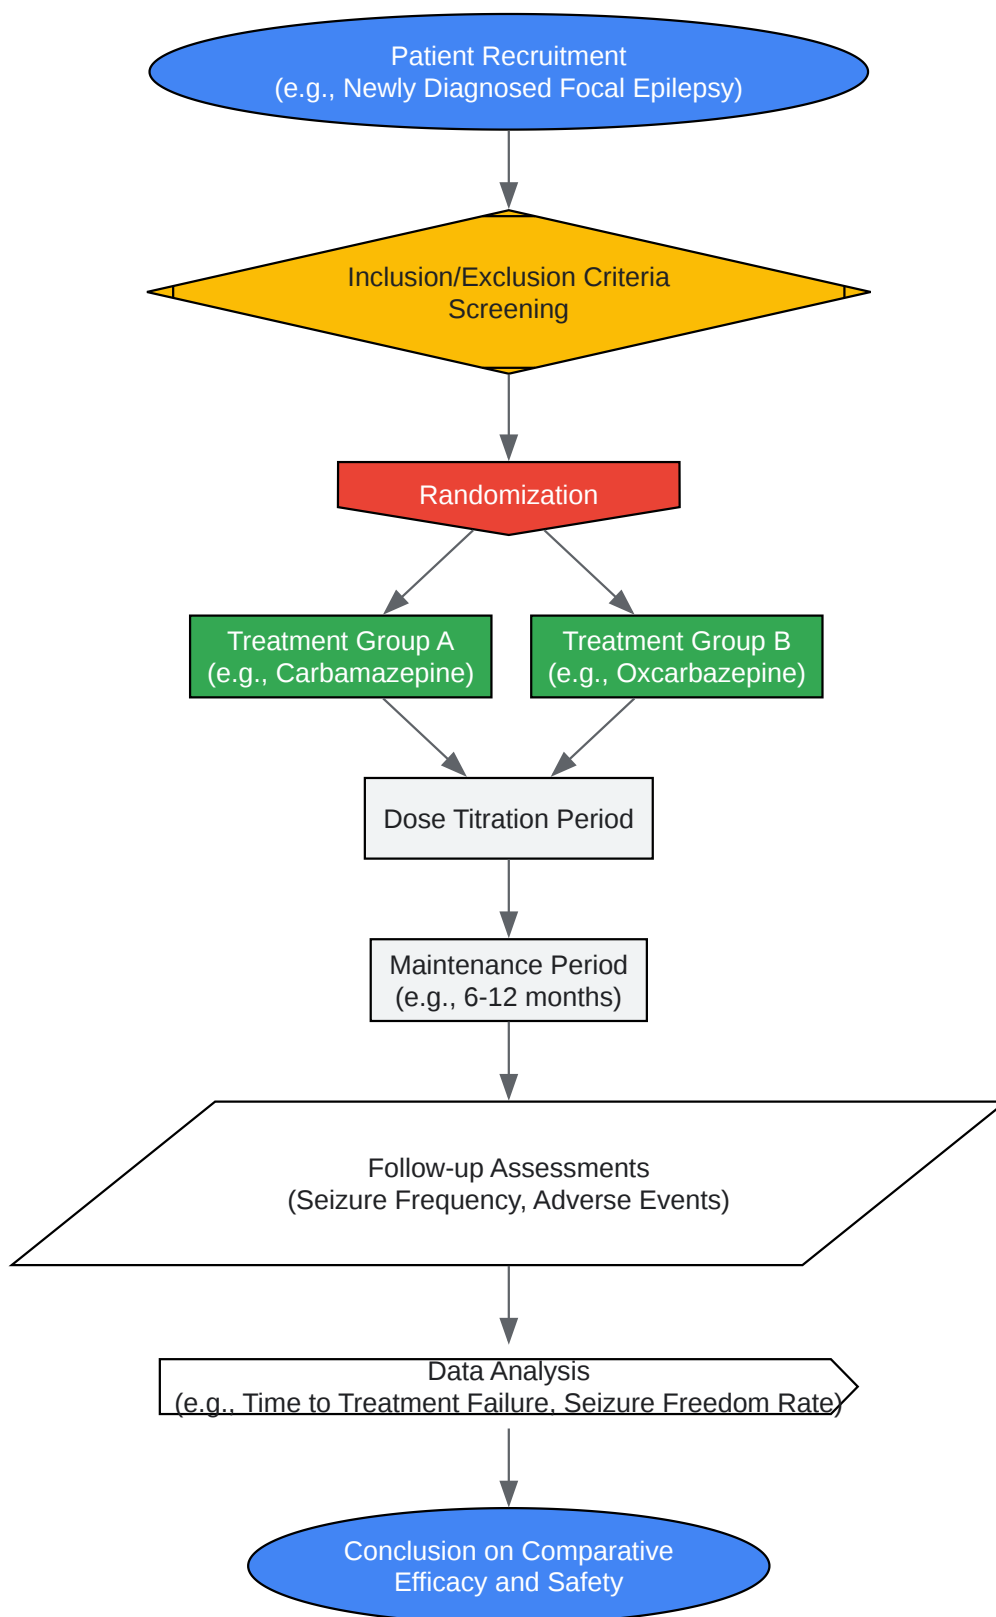 Patient Recruitment
(e.g., Newly Diagnosed Focal Epilepsy)
Inclusion/Exclusion Criteria
Screening
Randomization
Treatment Group A
(e.g., Carbamazepine)
Treatment Group B
(e.g., Oxcarbazepine)
Dose Titration Period
Maintenance Period
(e.g., 6-12 months)
Follow-up Assessments
(Seizure Frequency, Adverse Events)
Data Analysis
(e.g., Time to Treatment Failure, Seizure Freedom Rate)
Conclusion on Comparative
Efficacy and Safety